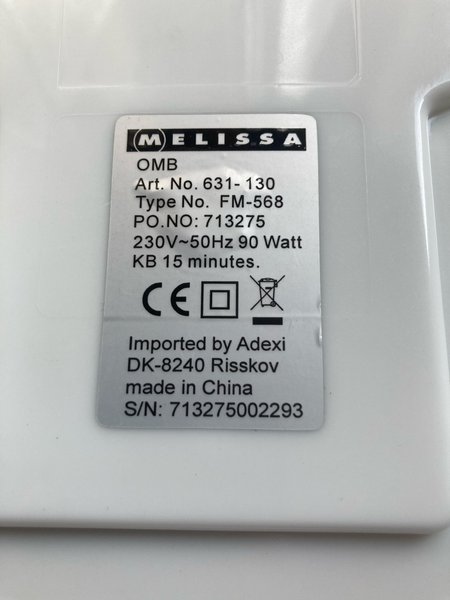 MELISSA
OMB
Art. No. 631-130
Type No. FM-568
PO.NO: 713275
230V~50Hz 90 Watt
KB 15 minutes.
CE
Imported by Adexi
DK-8240 Risskov
made in China
S/N: 713275002293